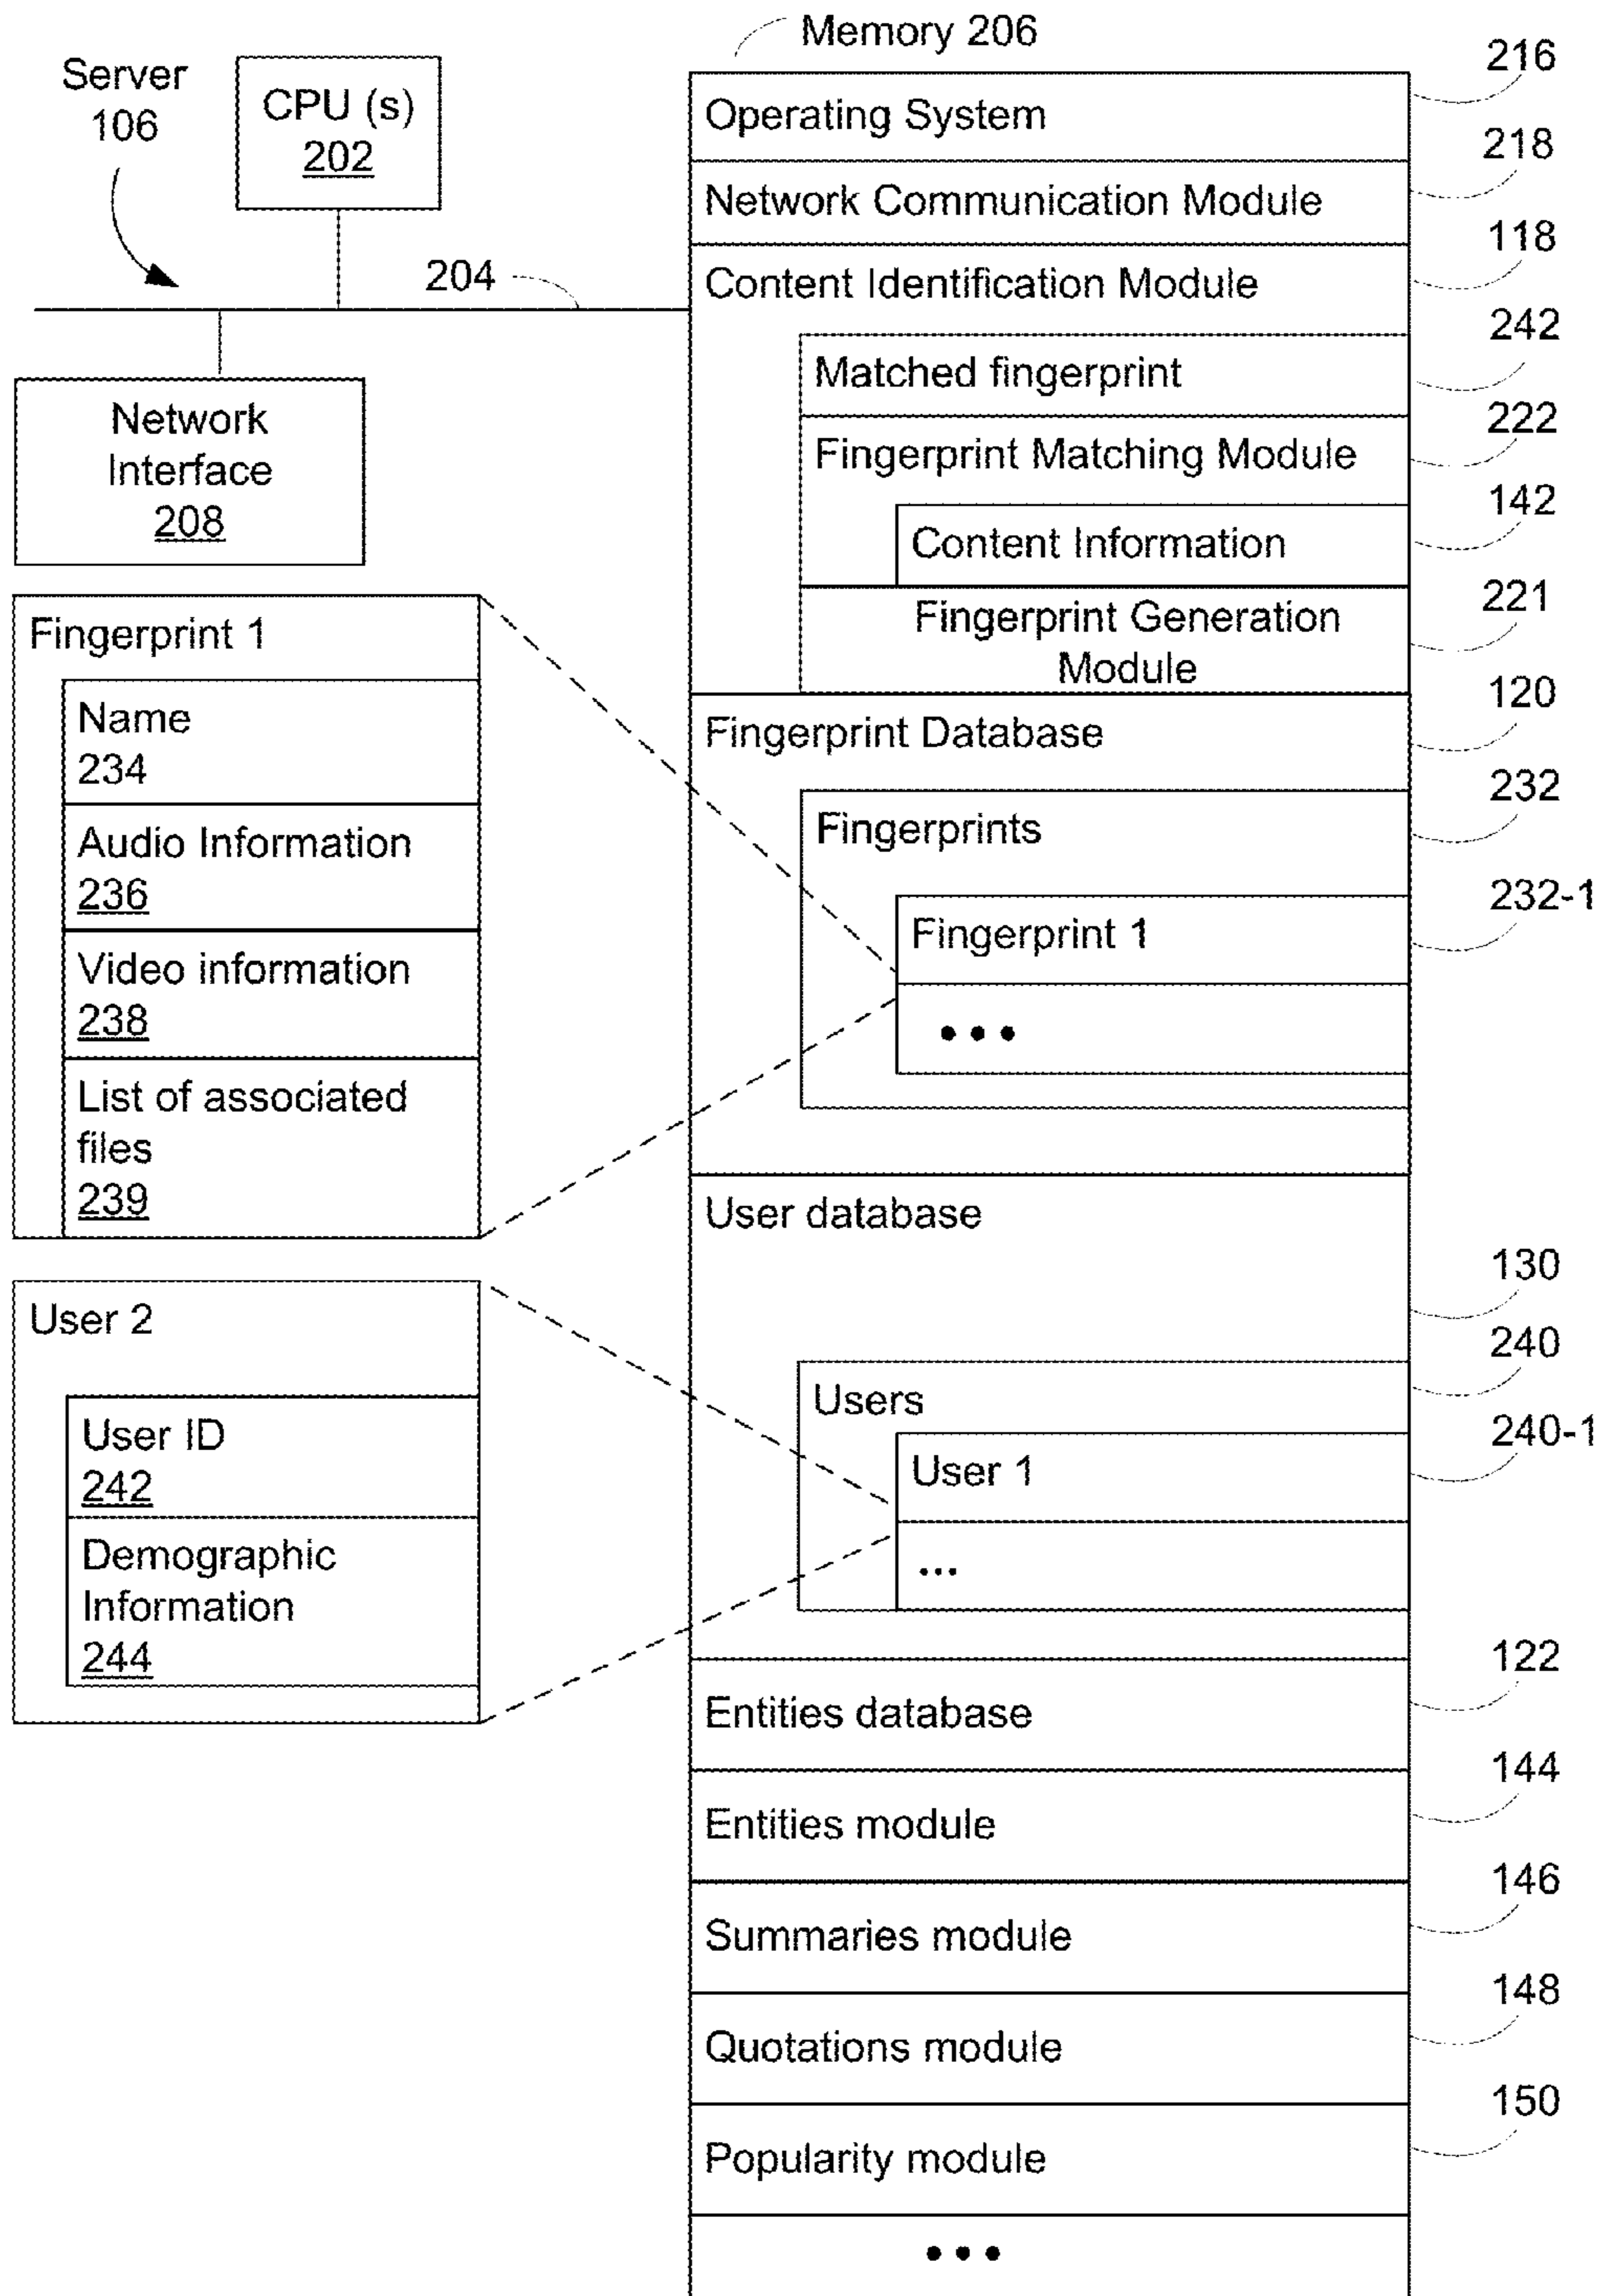 Memory 206
Server
106
CPU (s)
202
204
Network
Interface
208
Operating System
216
Network Communication Module
218
Content Identification Module
118
Matched fingerprint
242
Fingerprint Matching Module
222
Content Information
142
Fingerprint Generation
Module
221
Fingerprint Database
120
Fingerprints
232
Fingerprint 1
232-1
•••
Fingerprint 1
Name
234
Audio Information
236
Video information
238
List of associated
files
239
User database
130
Users
240
User 1
240-1
...
User 2
User ID
242
Demographic
Information
244
Entities database
122
Entities module
144
Summaries module
146
Quotations module
148
Popularity module
150
•••